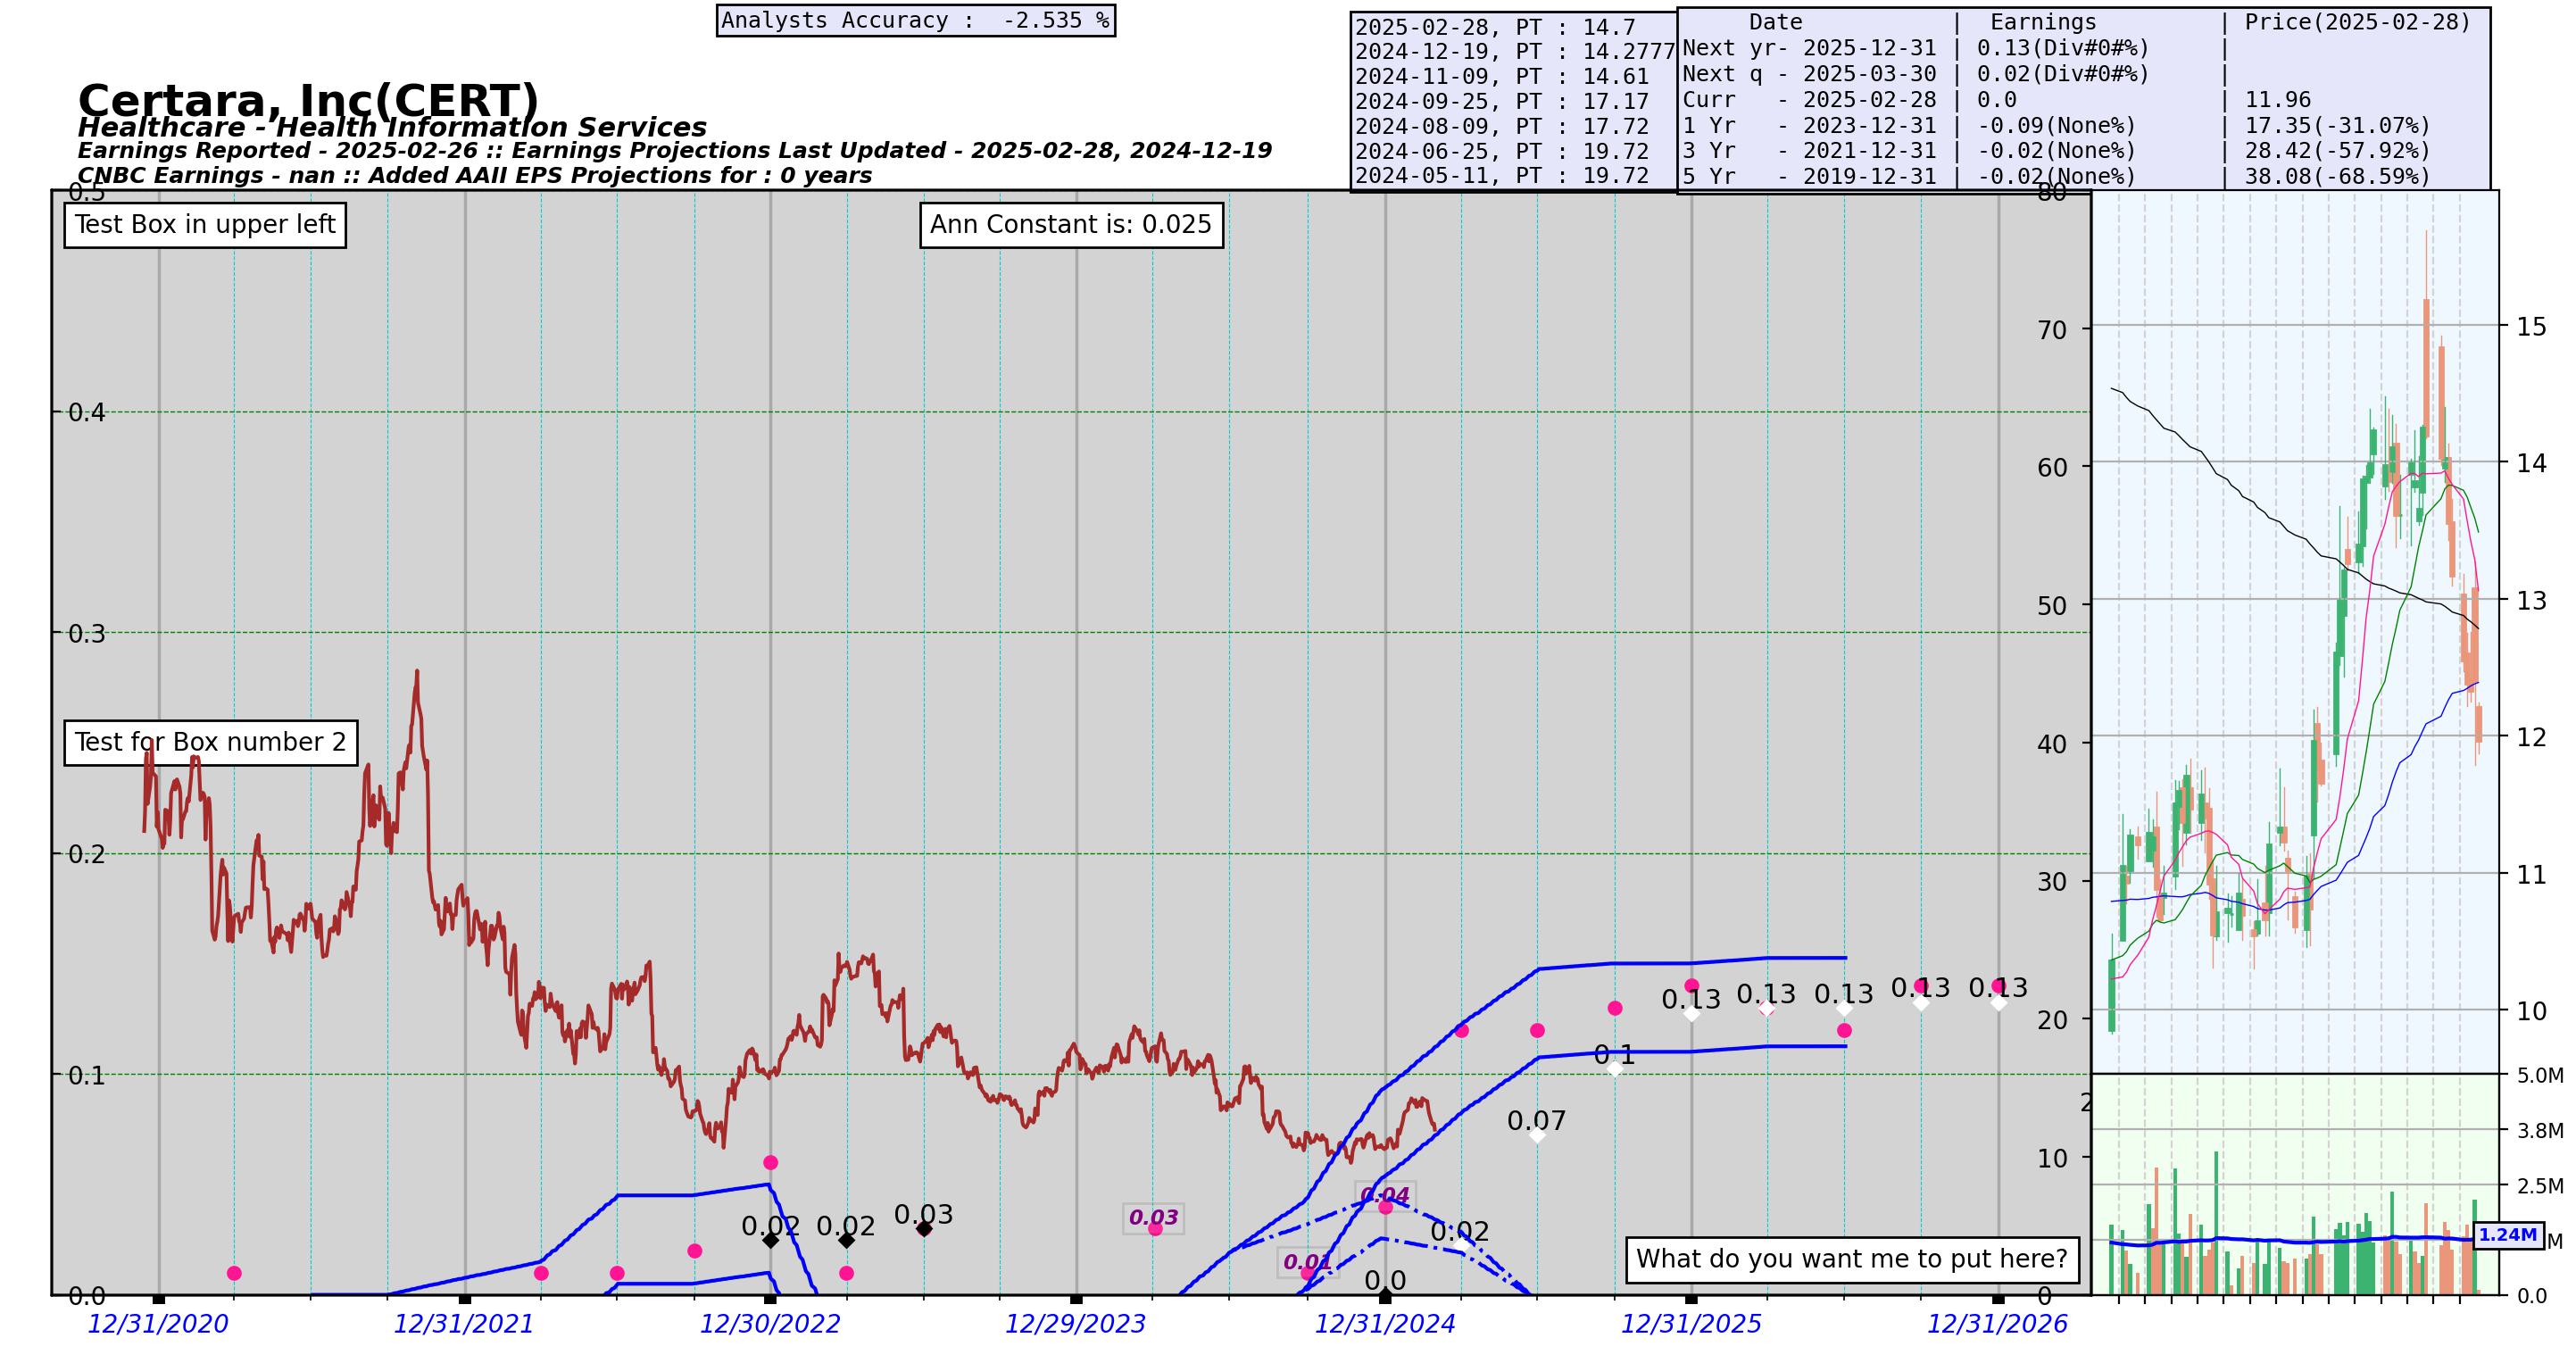 Analysts Accuracy :  -2.535 %
2025-02-28, PT : 14.7
2024-12-19, PT : 14.2777
2024-11-09, PT : 14.61
2024-09-25, PT : 17.17
2024-08-09, PT : 17.72
2024-06-25, PT : 19.72
2024-05-11, PT : 19.72
Date | Earnings | Price(2025-02-28)
Next yr- 2025-12-31 | 0.13(Div#0#%) |
Next q - 2025-03-30 | 0.02(Div#0#%) |
Curr - 2025-02-28 | 0.0 | 11.96
1 Yr - 2023-12-31 | -0.09(None%) | 17.35(-31.07%)
3 Yr - 2021-12-31 | -0.02(None%) | 28.42(-57.92%)
5 Yr - 2019-12-31 | -0.02(None%) | 38.08(-68.59%)
Certara, Inc(CERT)
Healthcare - Health Information Services
Earnings Reported - 2025-02-26 :: Earnings Projections Last Updated - 2025-02-28, 2024-12-19
CNBC Earnings - nan :: Added AAII EPS Projections for : 0 years
Test Box in upper left
Ann Constant is: 0.025
Test for Box number 2
What do you want me to put here?
0.5
0.4
0.3
0.2
0.1
0.0
80
70
60
50
40
30
20
10
0
2
15
14
13
12
11
10
5.0M
3.8M
2.5M
M
1.24M
0.0
0.02 0.02 0.03
0.03
0.01
0.04
0.0
0.02
0.07
0.1
0.13 0.13 0.13 0.13 0.13
12/31/2020 12/31/2021 12/30/2022 12/29/2023 12/31/2024 12/31/2025 12/31/2026